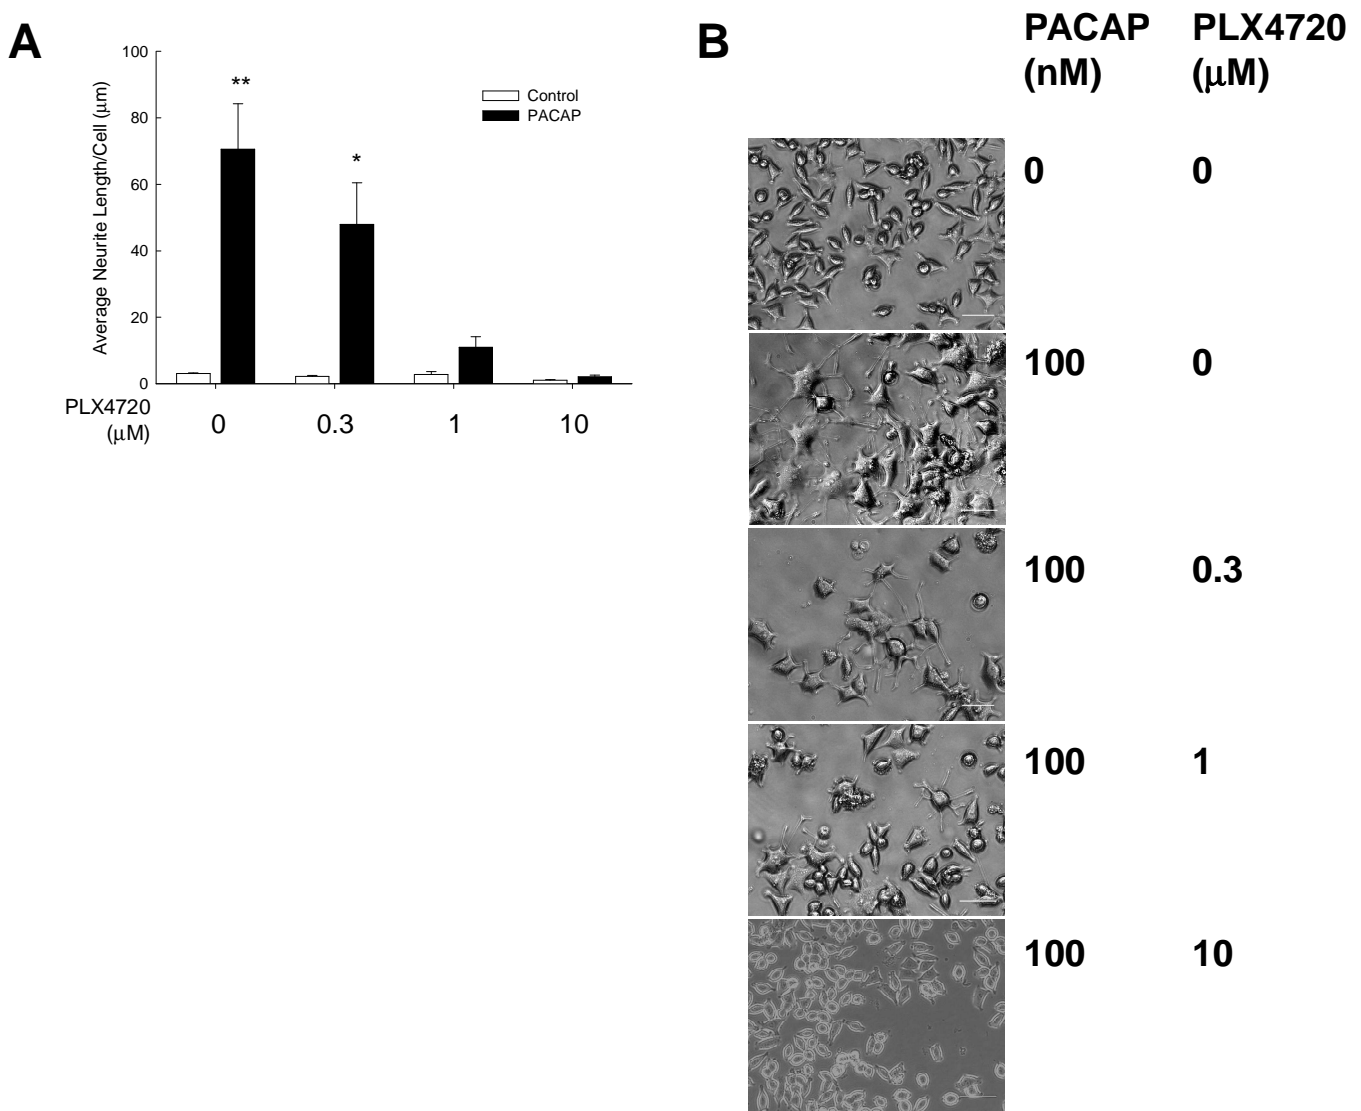 A
100
80
60
40
20
0
Average Neurite Length/Cell (μm)
**
*
Control
PACAP
PLX4720
(μM)
0 0.3 1 10
B
PACAP PLX4720
(nM) (μM)
0 0
100 0
100 0.3
100 1
100 10